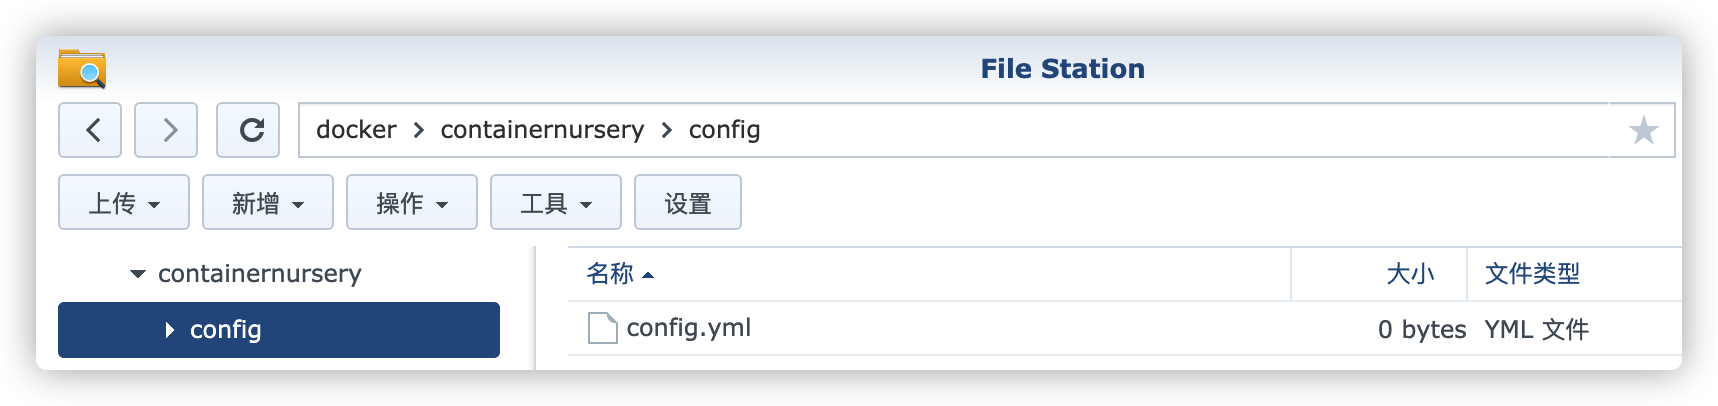 File Station
docker > containernursery > config
上传 新增 操作 工具 设置
containernursery
config
名称 大小 文件类型
config.yml 0 bytes YML 文件